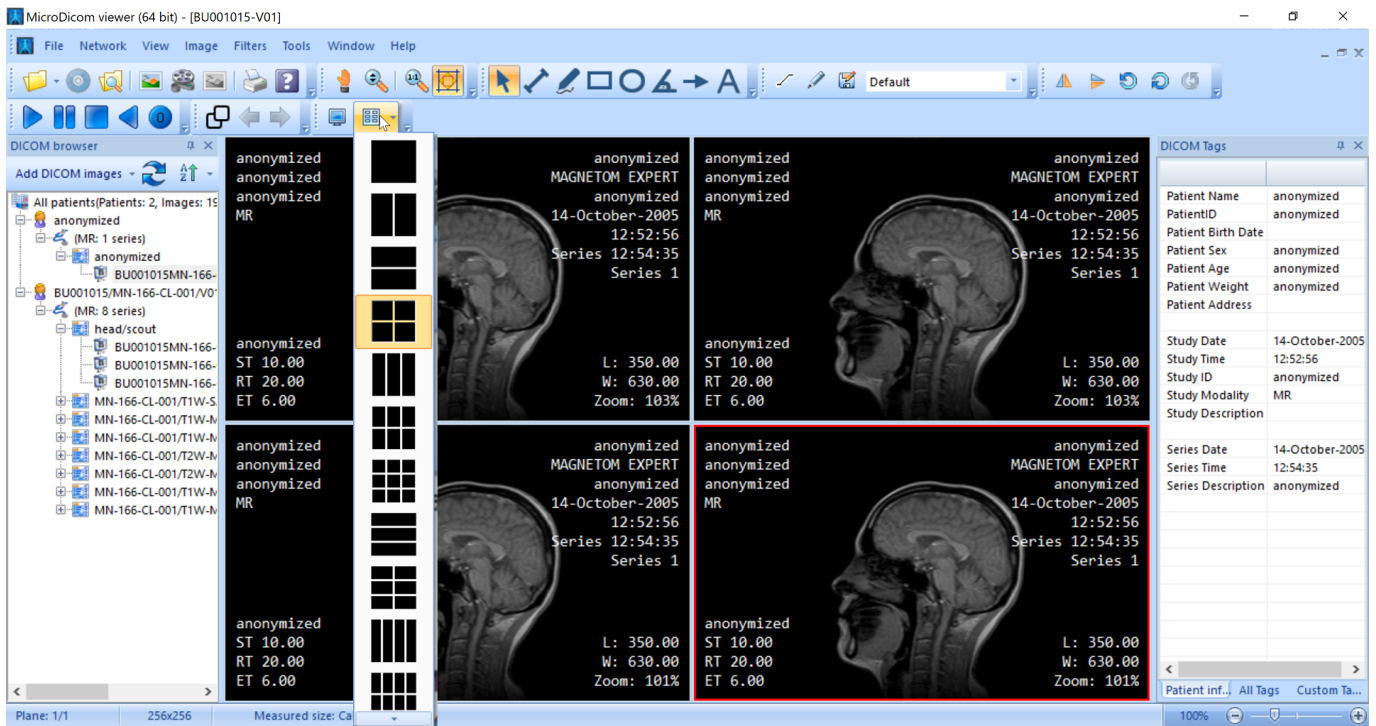 MicroDicom viewer (64 bit) - [BU001015-V01]
File Network View Image Filters Tools Window Help
1:1 A Default
0
DICOM browser
Add DICOM images
All patients(Patients: 2, Images: 19
anonymized
(MR: 1 series)
anonymized
BU001015MN-166-
BU001015/MN-166-CL-001/V0
(MR: 8 series)
head/scout
BU001015MN-166-
BU001015MN-166-
BU001015MN-166-
MN-166-CL-001/T1W-S
MN-166-CL-001/T1W-M
MN-166-CL-001/T1W-M
MN-166-CL-001/T2W-M
MN-166-CL-001/T2W-M
MN-166-CL-001/T1W-M
MN-166-CL-001/T1W-M
anonymized
anonymized
anonymized
MR
anonymized
MAGNETOM EXPERT
anonymized
14-October-2005
12:52:56
Series 12:54:35
Series 1
anonymized
ST 10.00
RT 20.00
ET 6.00
L: 350.00
W: 630.00
Zoom: 103%
anonymized
anonymized
anonymized
MR
anonymized
MAGNETOM EXPERT
anonymized
14-October-2005
12:52:56
Series 12:54:35
Series 1
anonymized
ST 10.00
RT 20.00
ET 6.00
L: 350.00
W: 630.00
Zoom: 103%
anonymized
anonymized
anonymized
MR
anonymized
MAGNETOM EXPERT
anonymized
14-October-2005
12:52:56
Series 12:54:35
Series 1
anonymized
ST 10.00
RT 20.00
ET 6.00
L: 350.00
W: 630.00
Zoom: 101%
anonymized
anonymized
anonymized
MR
anonymized
MAGNETOM EXPERT
anonymized
14-October-2005
12:52:56
Series 12:54:35
Series 1
anonymized
ST 10.00
RT 20.00
ET 6.00
L: 350.00
W: 630.00
Zoom: 101%
DICOM Tags
Patient Name anonymized
PatientID anonymized
Patient Birth Date
Patient Sex anonymized
Patient Age anonymized
Patient Weight anonymized
Patient Address
Study Date 14-October-2005
Study Time 12:52:56
Study ID anonymized
Study Modality MR
Study Description
Series Date 14-October-2005
Series Time 12:54:35
Series Description anonymized
Patient inf... All Tags Custom Ta...
Plane: 1/1 256x256 Measured size: Ca 100%